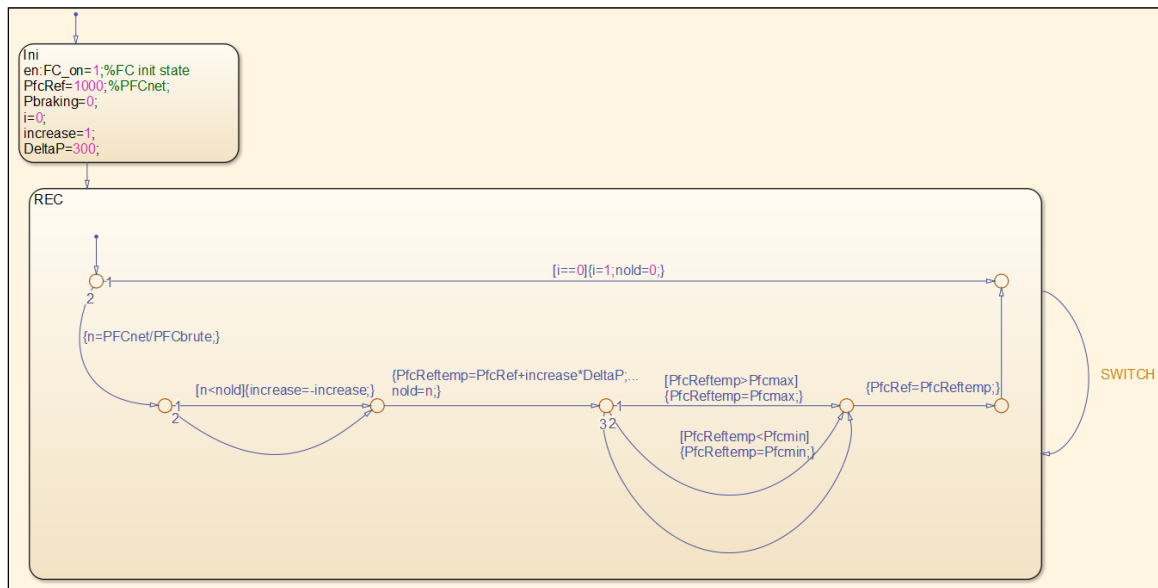 Ini
en:FC_on=1;%FC init state
PfcRef=1000;%PFCnet;
Pbraking=0;
i=0;
increase=1;
DeltaP=300;
REC
[i==0]{i=1;nold=0;}
1
2
{n=PFCnet/PFCbrute;}
[n<nold]{increase=-increase;}
1
2
{PfcReftemp=PfcRef+increase*DeltaP;...
nold=n;}
[PfcReftemp>Pfcmax]
{PfcReftemp=Pfcmax;}
1
32
[PfcReftemp<Pfcmin]
{PfcReftemp=Pfcmin;}
{PfcRef=PfcReftemp;}
SWITCH